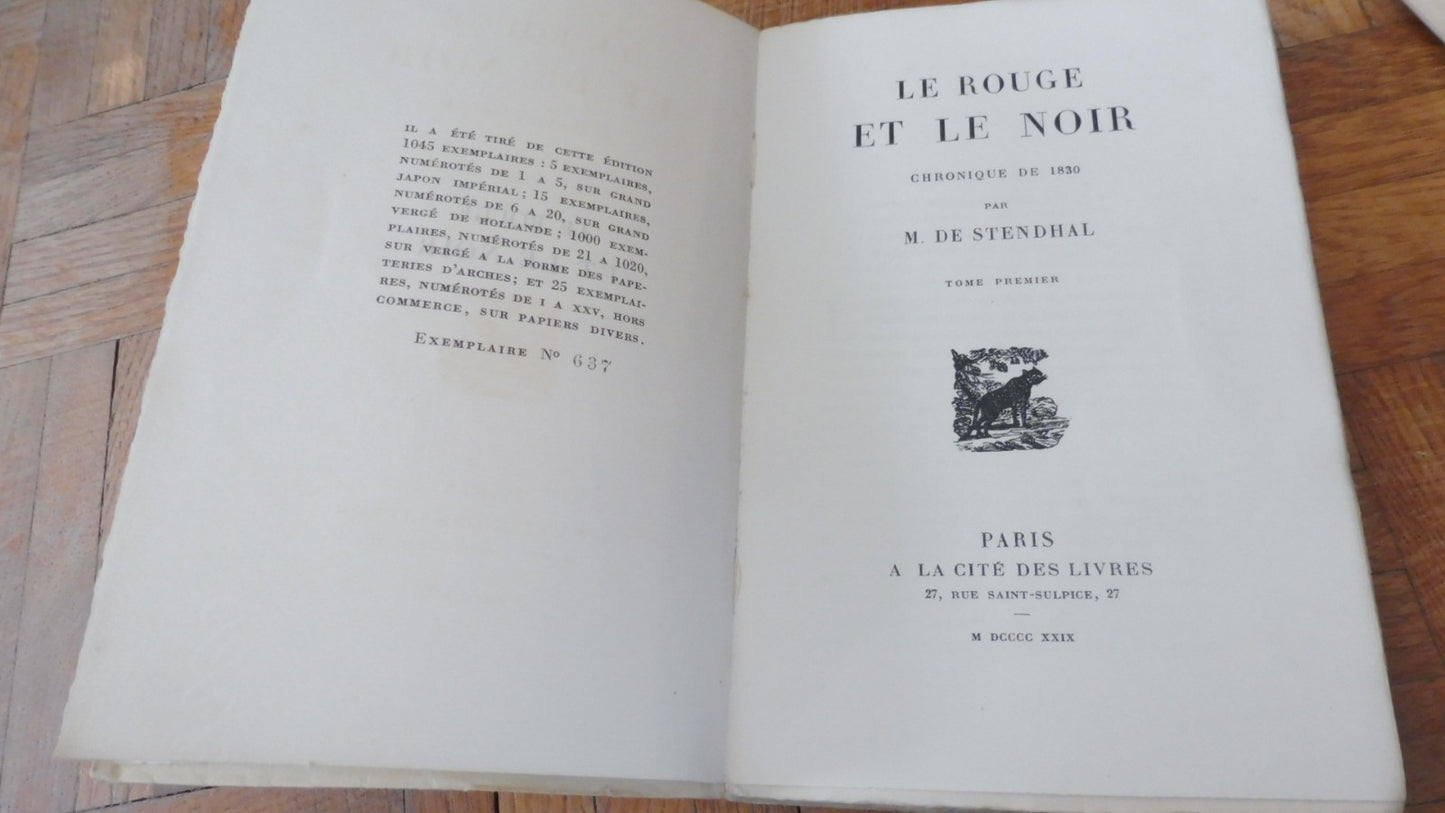 IL A ÉTÉ TIRÉ DE CETTE ÉDITION
1045 EXEMPLAIRES : 5 EXEMPLAIRES,
NUMÉROTÉS DE 1 A 5, SUR GRAND
JAPON IMPÉRIAL ; 15 EXEMPLAIRES,
NUMÉROTÉS DE 6 A 20, SUR GRAND
VERGÉ DE HOLLANDE ; 1000 EXEM-
PLAIRES, NUMÉROTÉS DE 21 A 1020,
SUR VERGÉ A LA FORME DES PAPE-
TERIES D'ARCHES ; ET 25 EXEMPLAI-
RES, NUMÉROTÉS DE I A XXV, HORS
COMMERCE, SUR PAPIERS DIVERS.
EXEMPLAIRE No 637
LE ROUGE
ET LE NOIR
CHRONIQUE DE 1830
PAR
M. DE STENDHAL
TOME PREMIER
PARIS
A LA CITÉ DES LIVRES
27, RUE SAINT-SULPICE, 27
M DCCCC XXIX